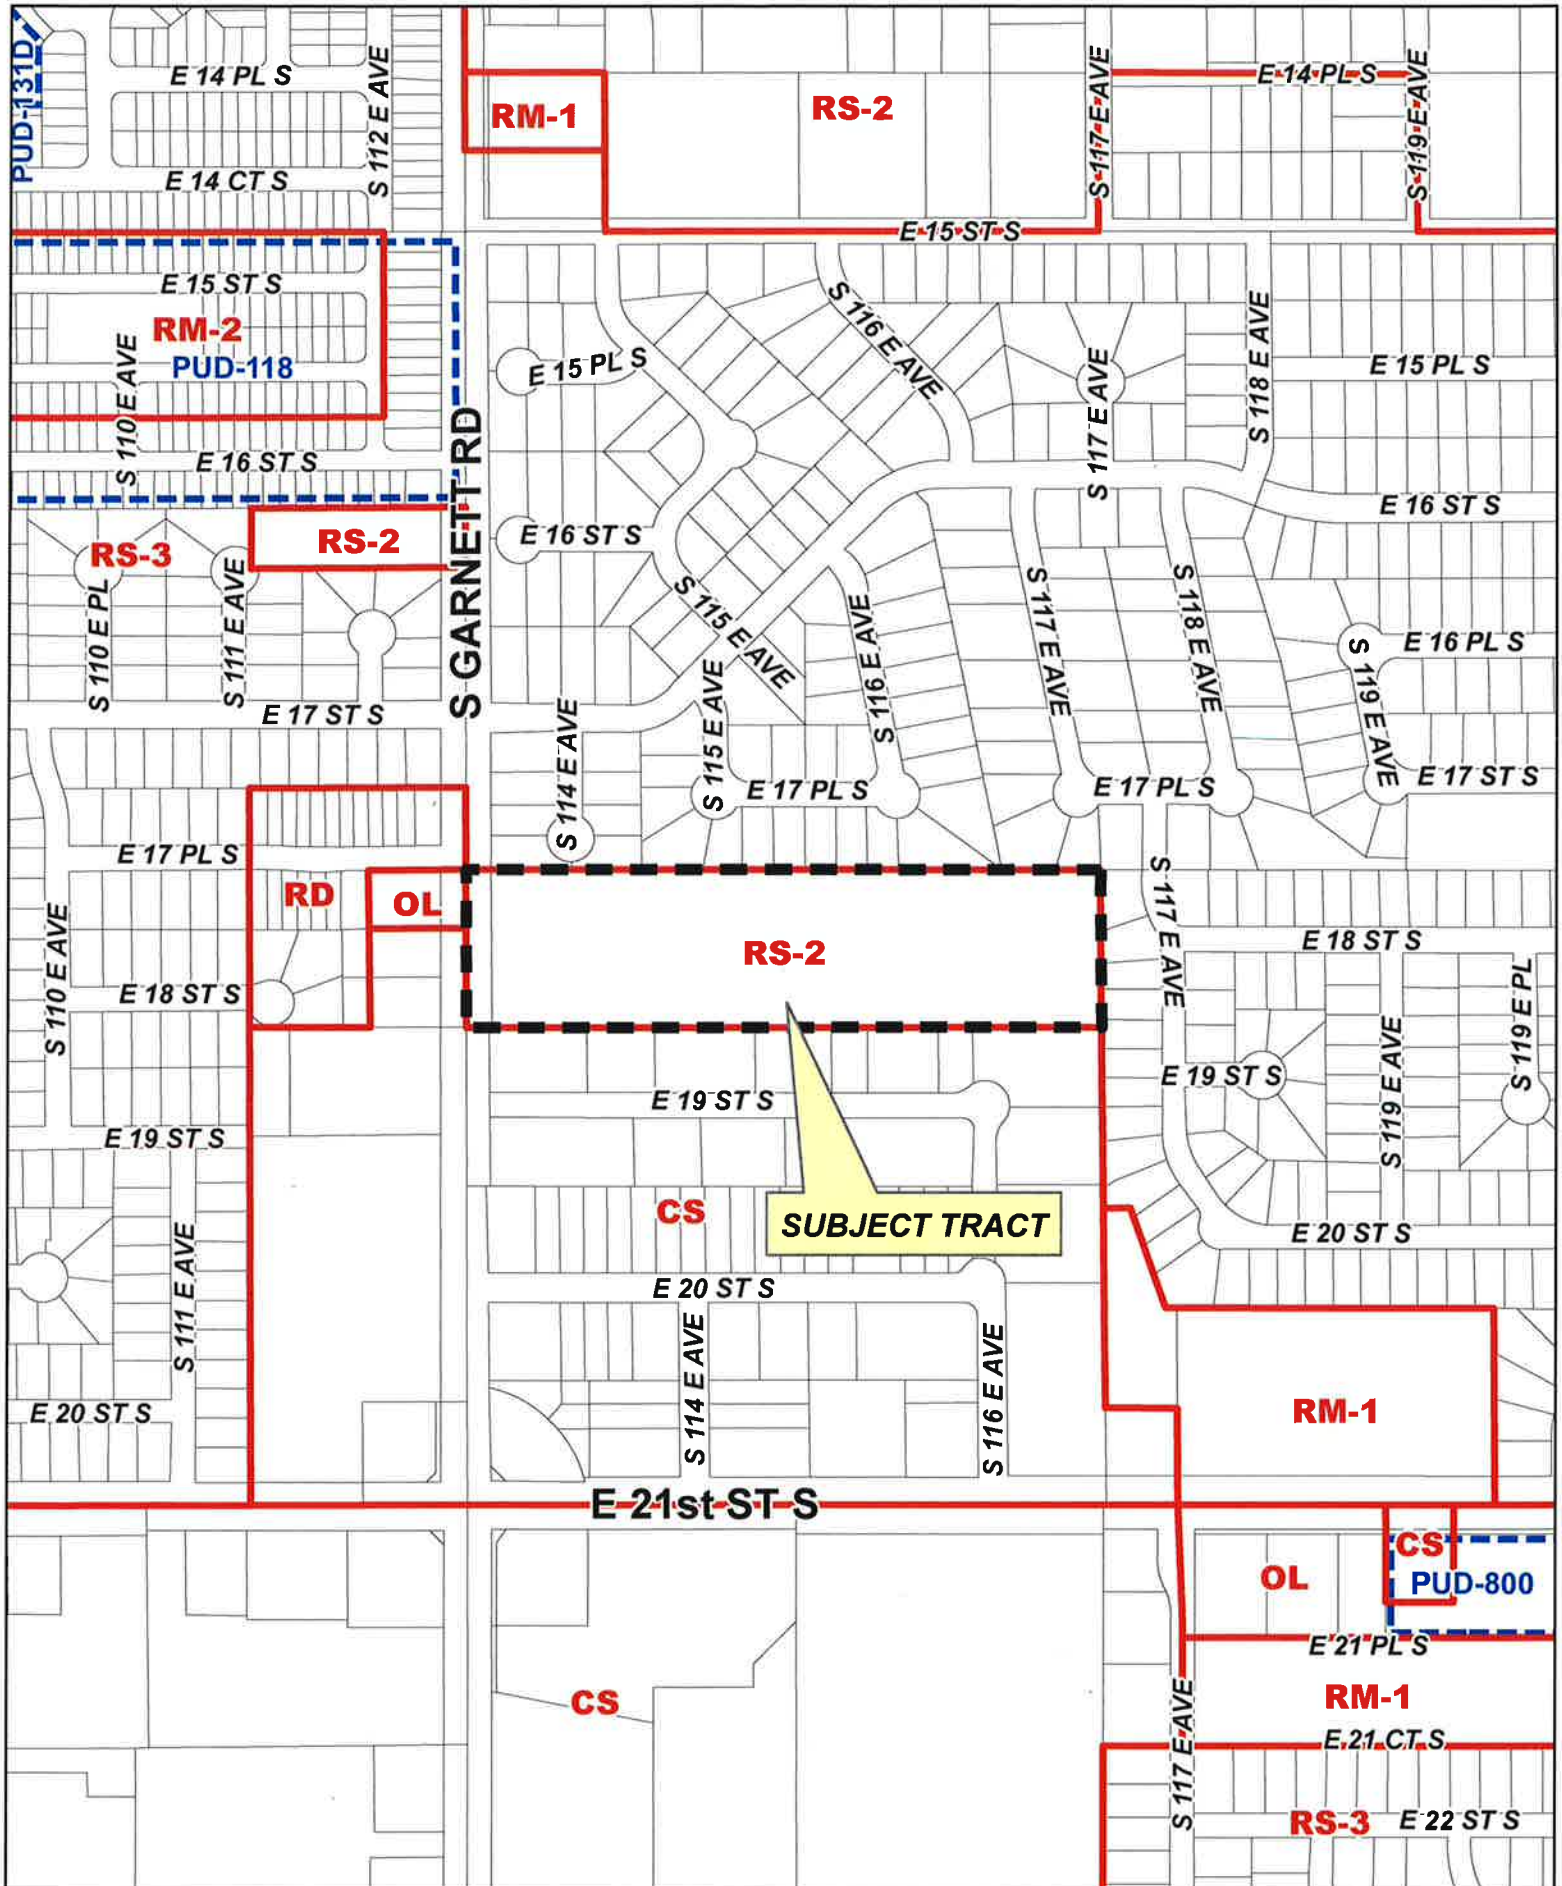 PUD-131D
E 14 PL S
S 112 E AVE
RM-1
RS-2
S 117 E AVE
E 14 PL S
S 119 E AVE
E 14 CT S
E 15 ST S
E 15 ST S
RM-2
PUD-118
S 110 E AVE
E 16 ST S
S GARNETT RD
E 15 PL S
S 116 E AVE
S 117 E AVE
S 118 E AVE
E 15 PL S
E 16 ST S
RS-3
RS-2
E 16 ST S
S 110 E PL
S 111 E AVE
S 115 E AVE
S 116 E AVE
S 117 E AVE
S 118 E AVE
S 119 E AVE
E 16 PL S
E 17 ST S
S 114 E AVE
S 115 E AVE
E 17 PL S
E 17 PL S
E 17 ST S
E 17 PL S
RD
OL
RS-2
S 117 E AVE
E 18 ST S
S 110 E AVE
E 18 ST S
S 119 E AVE
S 119 E PL
E 19 ST S
E 19 ST S
E 19 ST S
CS
SUBJECT TRACT
E 20 ST S
S 111 E AVE
E 20 ST S
S 114 E AVE
S 116 E AVE
E 20 ST S
RM-1
E 21st ST S
CS
OL
PUD-800
E 21 PL S
CS
RM-1
S 117 E AVE
E 21 CT S
RS-3
E 22 ST S